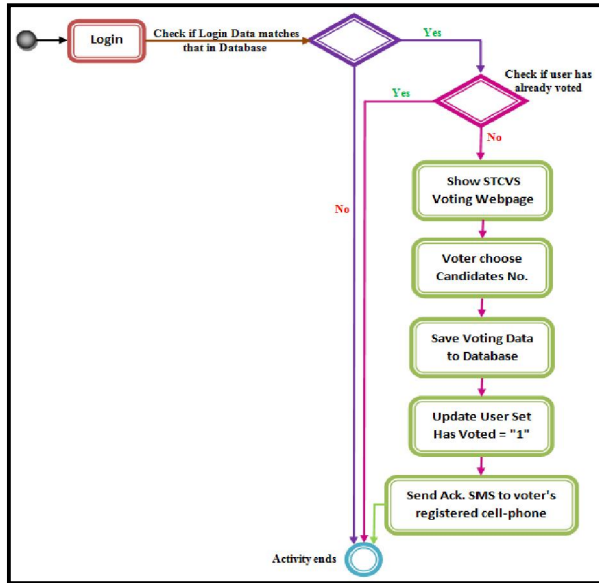 Login
Check if Login Data matches
that in Database
Yes
Check if user has
already voted
Yes
No
No
Show STCVS
Voting Webpage
Voter choose
Candidates No.
Save Voting Data
to Database
Update User Set
Has Voted = "1"
Send Ack. SMS to voter's
registered cell-phone
Activity ends